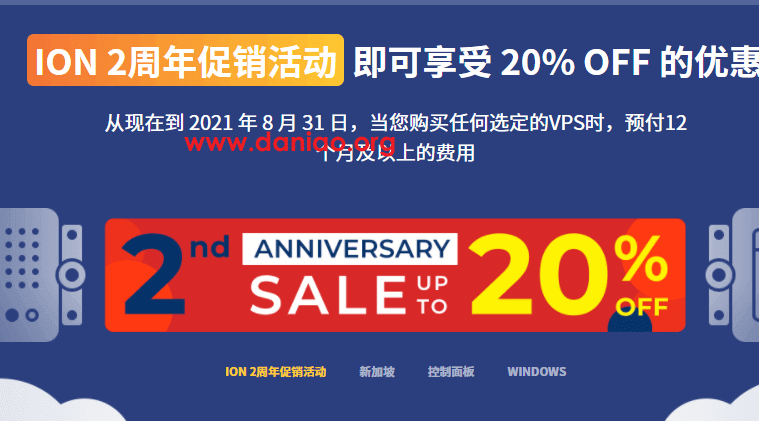 ION 2周年促销活动 即可享受 20% OFF 的优惠
从现在到 2021 年 8 月 31 日，当您购买任何选定的VPS时，预付12
www.daniao.org
个月及以上的费用
2nd ANNIVERSARY SALE UP TO 20% OFF
ION 2周年促销活动 新加坡 控制面板 WINDOWS